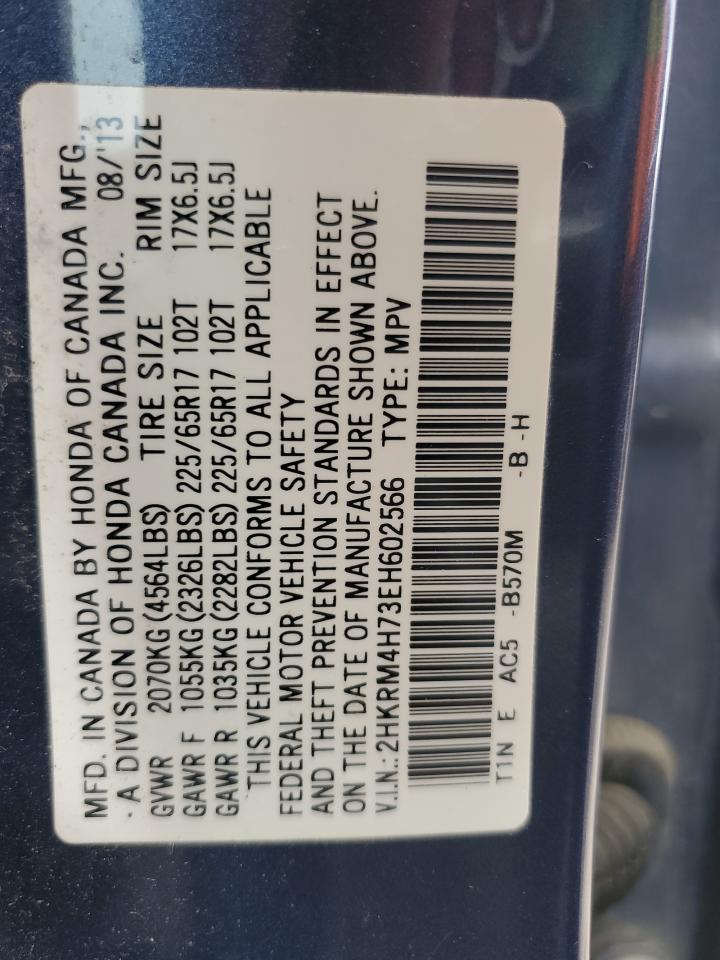 MFD. IN CANADA BY HONDA OF CANADA MFG.,
A DIVISION OF HONDA CANADA INC. 08/'13
GVWR 2070KG(4564LBS) TIRE SIZE RIM SIZE
GAWR F 1055KG(2326LBS) 225/65R17 102T 17X6.5J
GAWR R 1035KG(2282LBS) 225/65R17 102T 17X6.5J
THIS VEHICLE CONFORMS TO ALL APPLICABLE
FEDERAL MOTOR VEHICLE SAFETY
AND THEFT PREVENTION STANDARDS IN EFFECT
ON THE DATE OF MANUFACTURE SHOWN ABOVE.
V.I.N.:2HKRM4H73EH602566 TYPE: MPV
T1N E AC5 -B570M -B -H